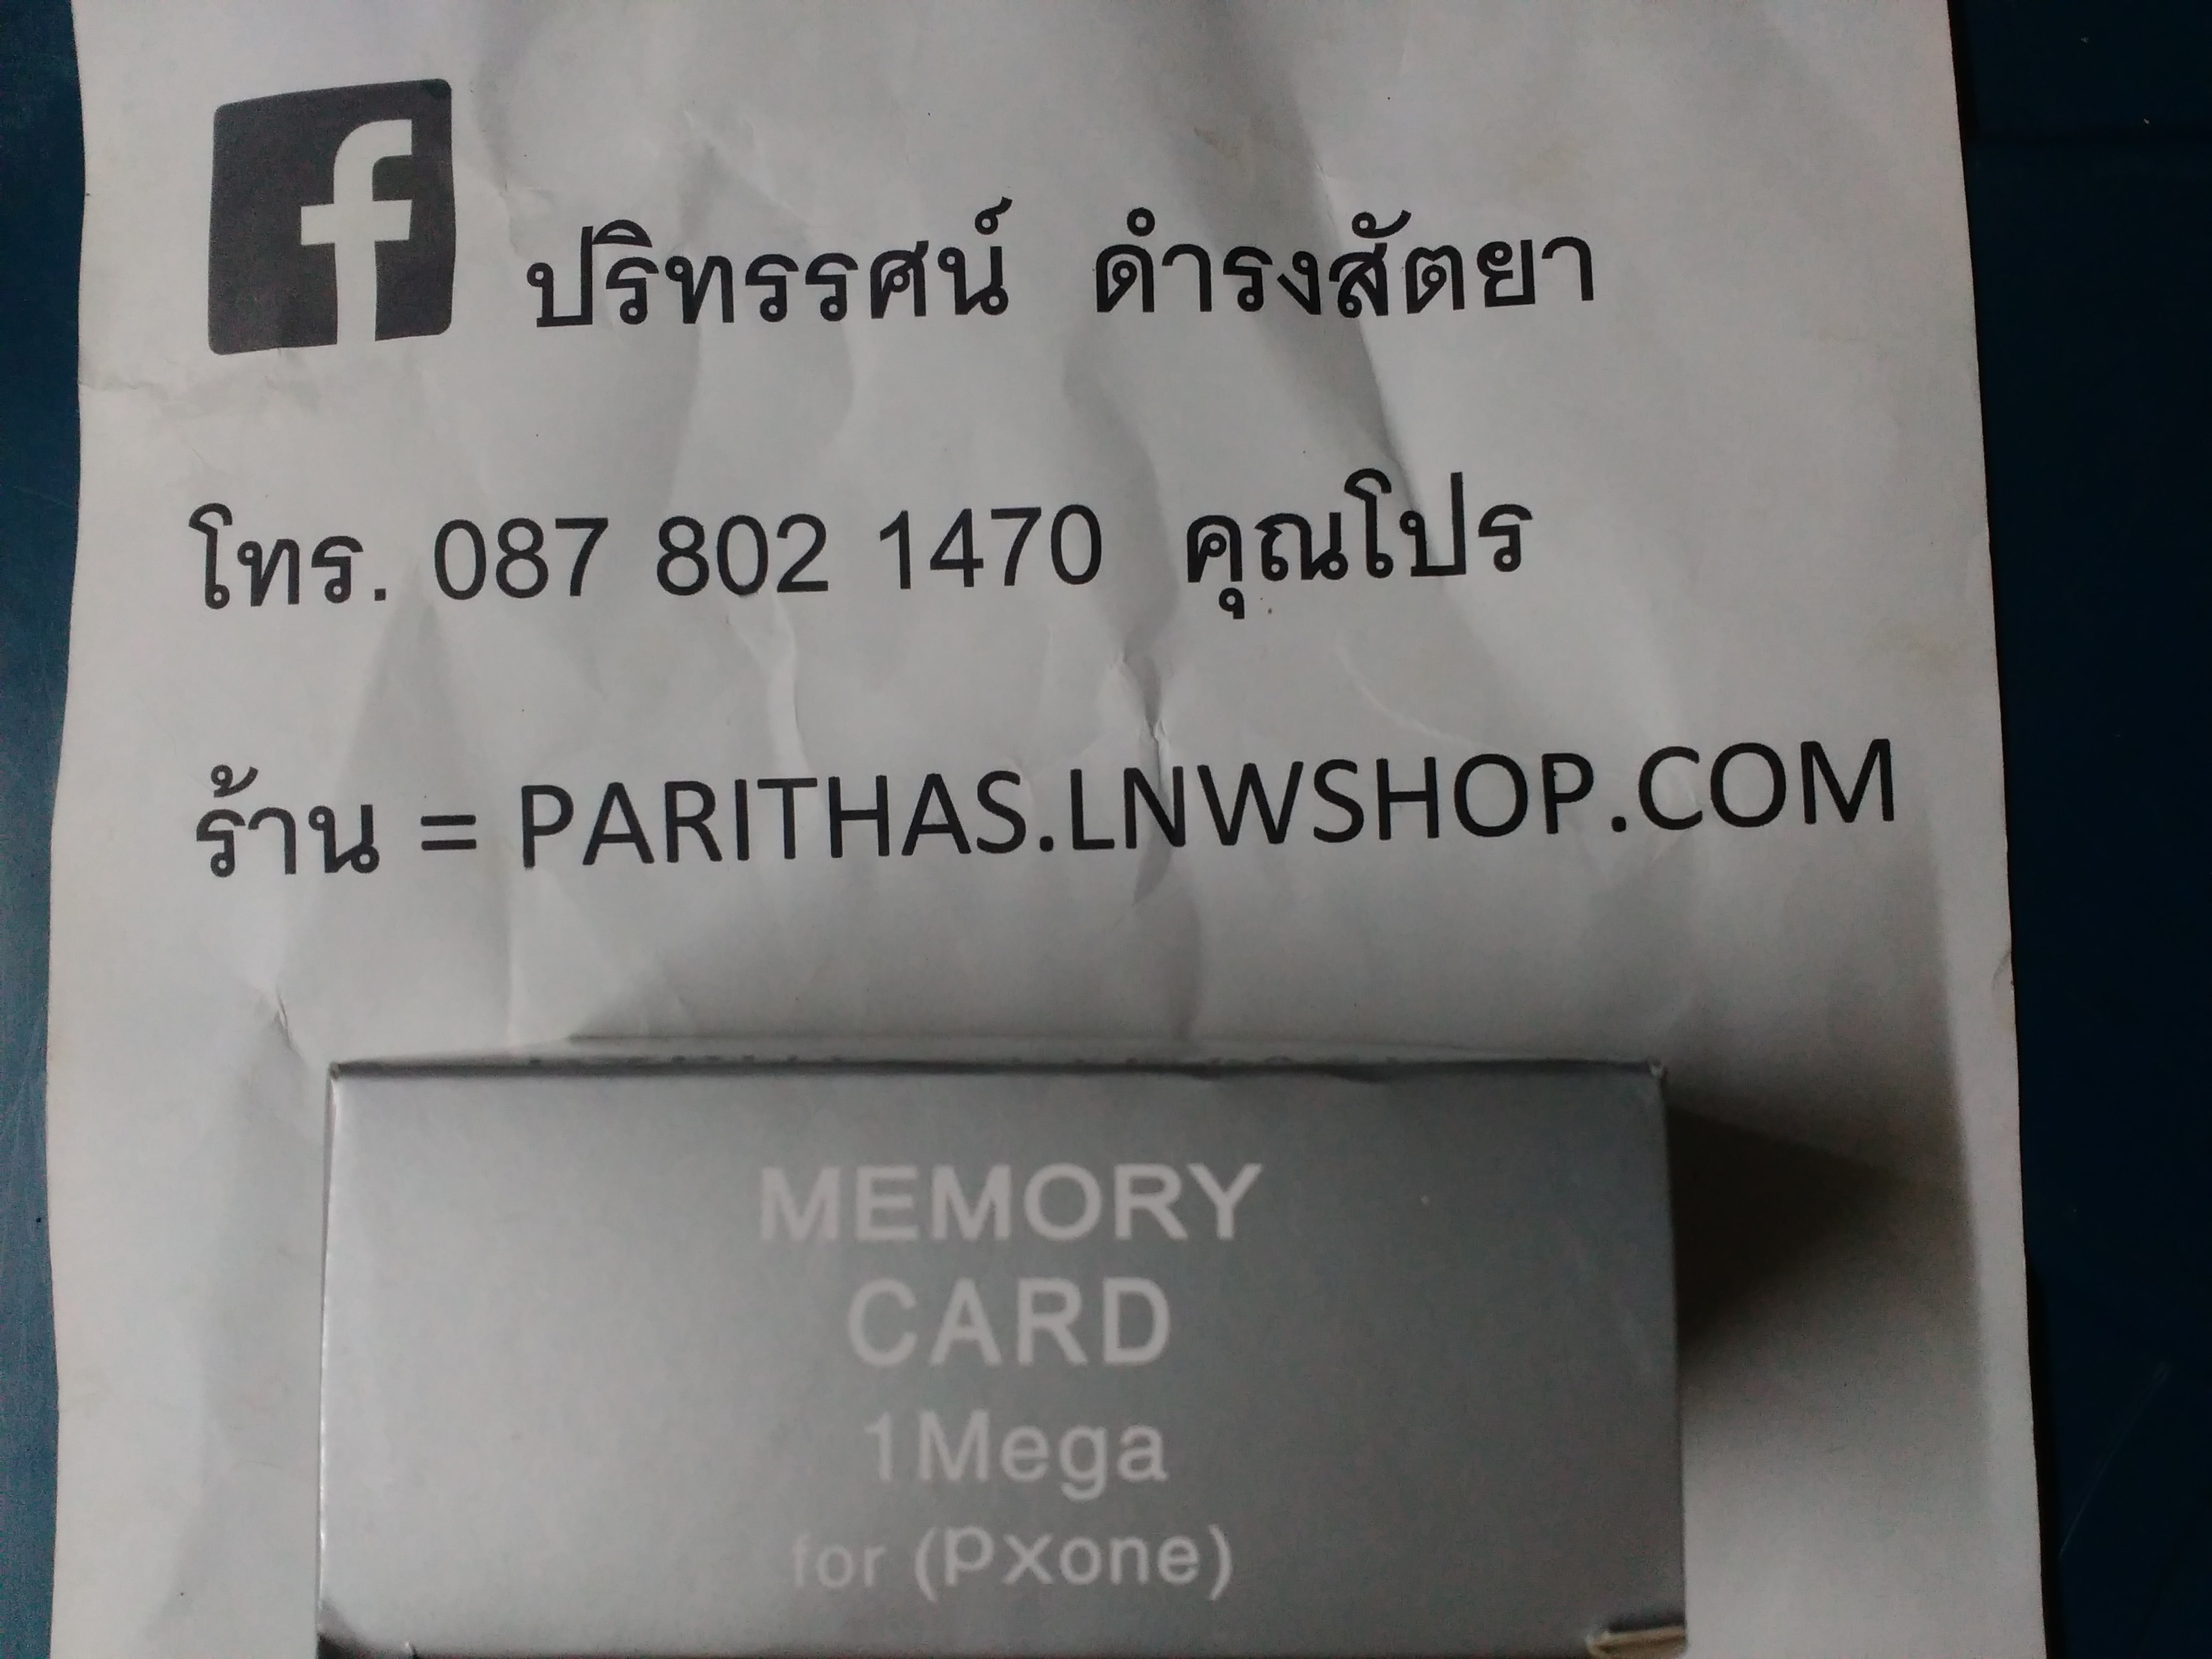 f ปริทรรศน์ ดำรงสัตยา
โทร. 087 802 1470 คุณโปร
ร้าน = PARITHAS.LNWSHOP.COM
MEMORY
CARD
1Mega
for (Pxone)